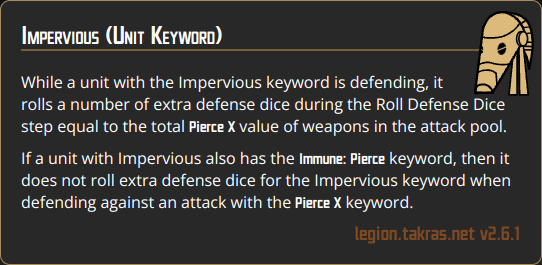 Impervious (Unit Keyword)
While a unit with the Impervious keyword is defending, it
rolls a number of extra defense dice during the Roll Defense Dice
step equal to the total Pierce X value of weapons in the attack pool.
If a unit with Impervious also has the Immune: Pierce keyword, then it
does not roll extra defense dice for the Impervious keyword when
defending against an attack with the Pierce X keyword.
legion.takras.net v2.6.1